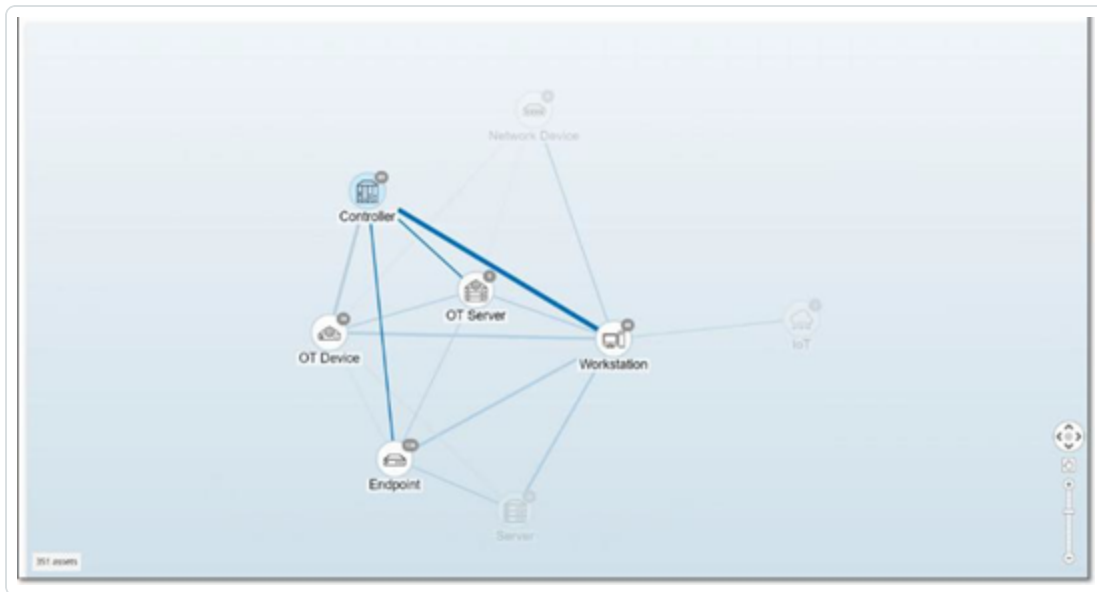 Network Device
Controller
OT Server
OT Device
Workstation
IoT
Endpoint
Server
351 assets